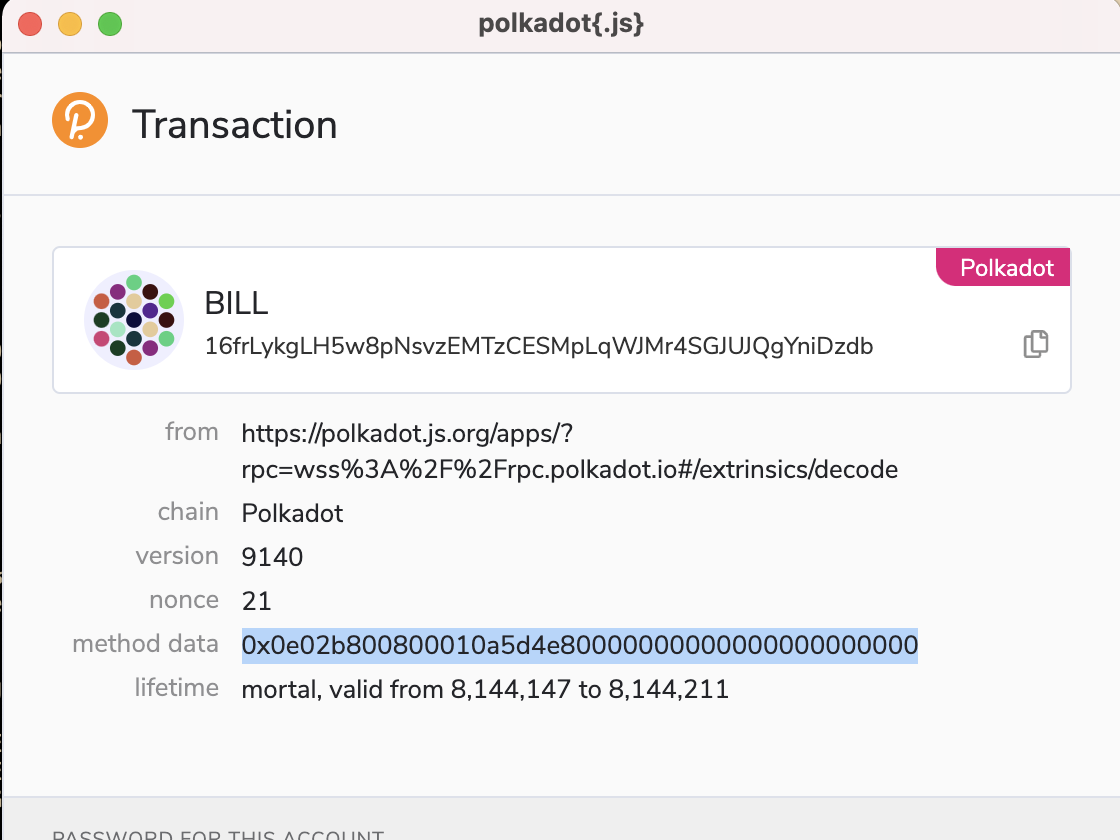 polkadot{.js}
Transaction
Polkadot
BILL
16frLykgLH5w8pNsvzEMTzCESMpLqWJMr4SGJUJQgYniDzdb
from https://polkadot.js.org/apps/?
rpc=wss%3A%2F%2Frpc.polkadot.io#/extrinsics/decode
chain Polkadot
version 9140
nonce 21
method data 0x0e02b800800010a5d4e80000000000000000000000
lifetime mortal, valid from 8,144,147 to 8,144,211
PASSWORD FOR THIS ACCOUNT